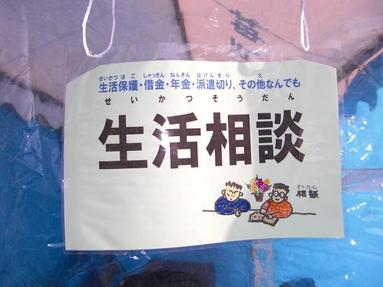 せいかつほご しゃっきん ねんきん はけんきり た
生活保護・借金・年金・派遣切り、その他なんでも
せいかつそうだん
生活相談
そうだん
相談